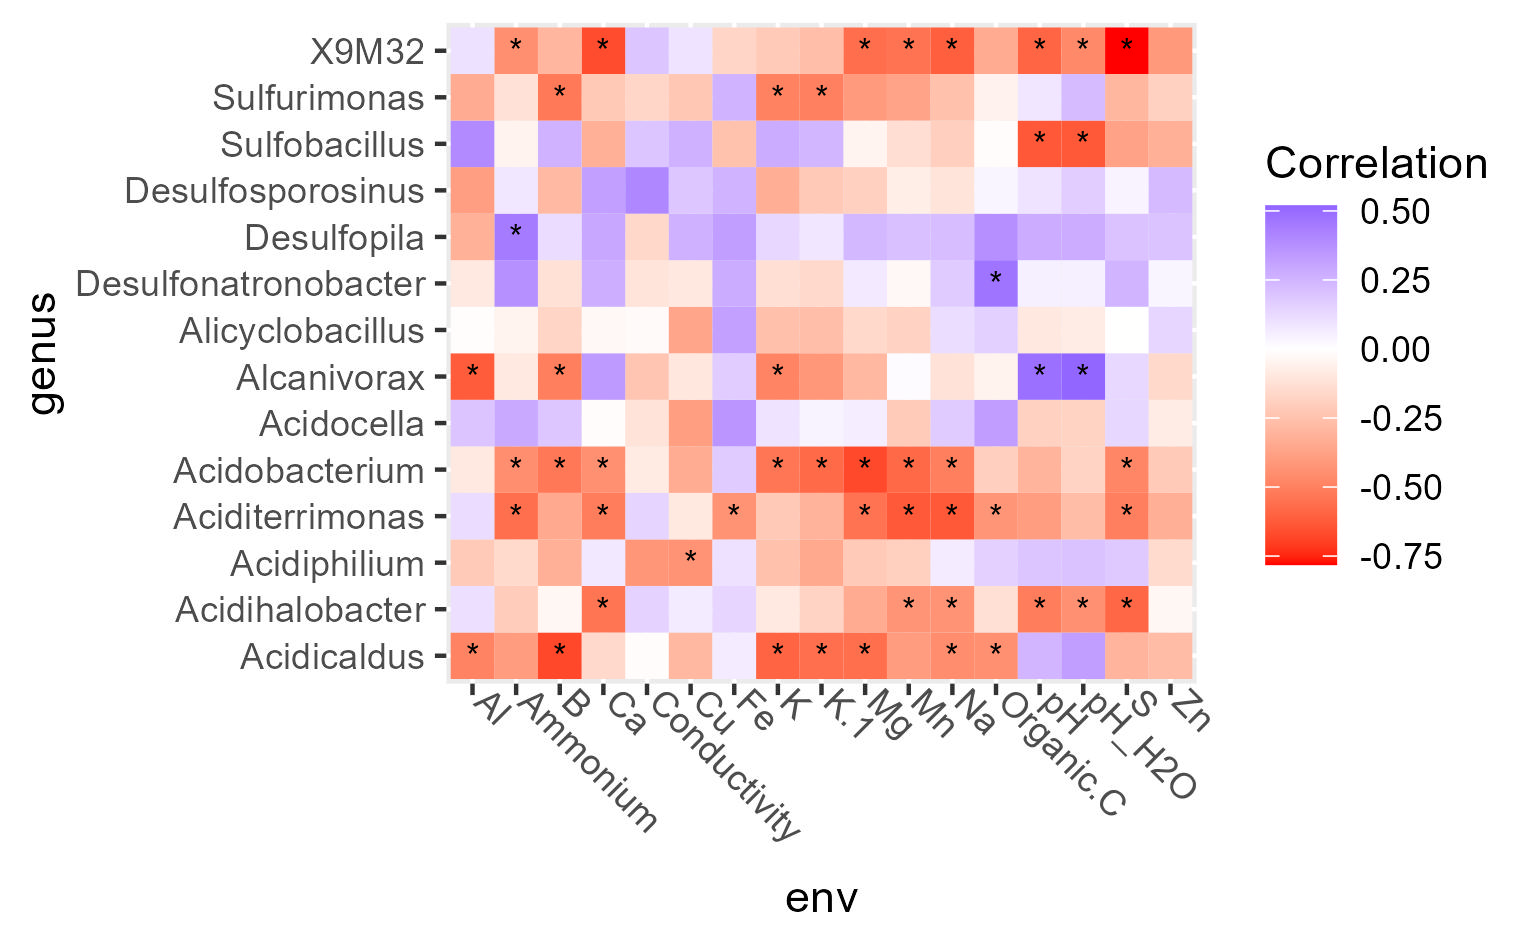 X9M32
* * * * * * * *
Sulfurimonas
* * *
Sulfobacillus
* *
Desulfosporosinus
Desulfopila
*
Desulfonatronobacter
*
Alicyclobacillus
Alcanivorax
* * * * *
Acidocella
Acidobacterium
* * * * * * * * *
Aciditerrimonas
* * * * * * * *
Acidiphilium
*
Acidihalobacter
* * * * * *
Acidicaldus
* * * * * * *
genus
Al
Ammonium
B
Ca
Conductivity
Cu
Fe
K
K.1
Mg
Mn
Na
Organic.C
pH
pH_H2O
S
Zn
env
Correlation
0.50
0.25
0.00
-0.25
-0.50
-0.75